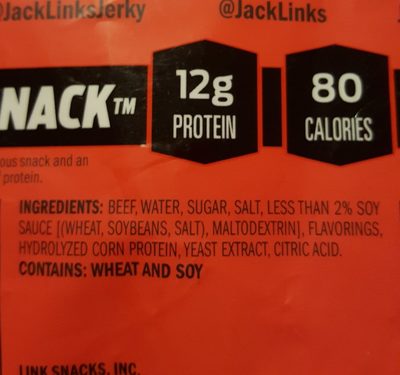 @JackLinksJerky @JackLinks
NACK™
12g
PROTEIN
80
CALORIES
ous snack and an
protein.
INGREDIENTS: BEEF, WATER, SUGAR, SALT, LESS THAN 2% SOY
SAUCE [(WHEAT, SOYBEANS, SALT), MALTODEXTRIN], FLAVORINGS,
HYDROLYZED CORN PROTEIN, YEAST EXTRACT, CITRIC ACID.
CONTAINS: WHEAT AND SOY
LINK SNACKS, INC.